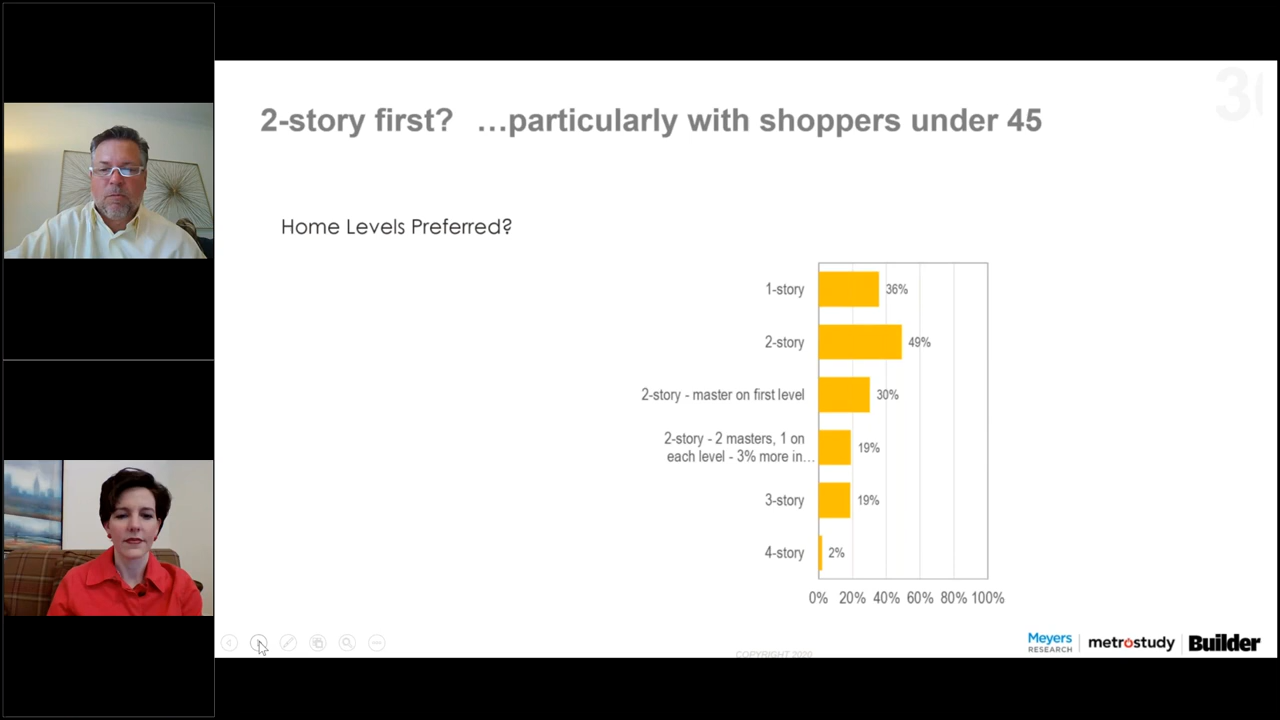 2-story first? …particularly with shoppers under 45
Home Levels Preferred?
1-story
36%
2-story
49%
2-story - master on first level
30%
2-story - 2 masters, 1 on
each level - 3% more in…
19%
3-story
19%
4-story
2%
0% 20% 40% 60% 80% 100%
Meyers
RESEARCH
metrostudy
Builder
COPYRIGHT 2020